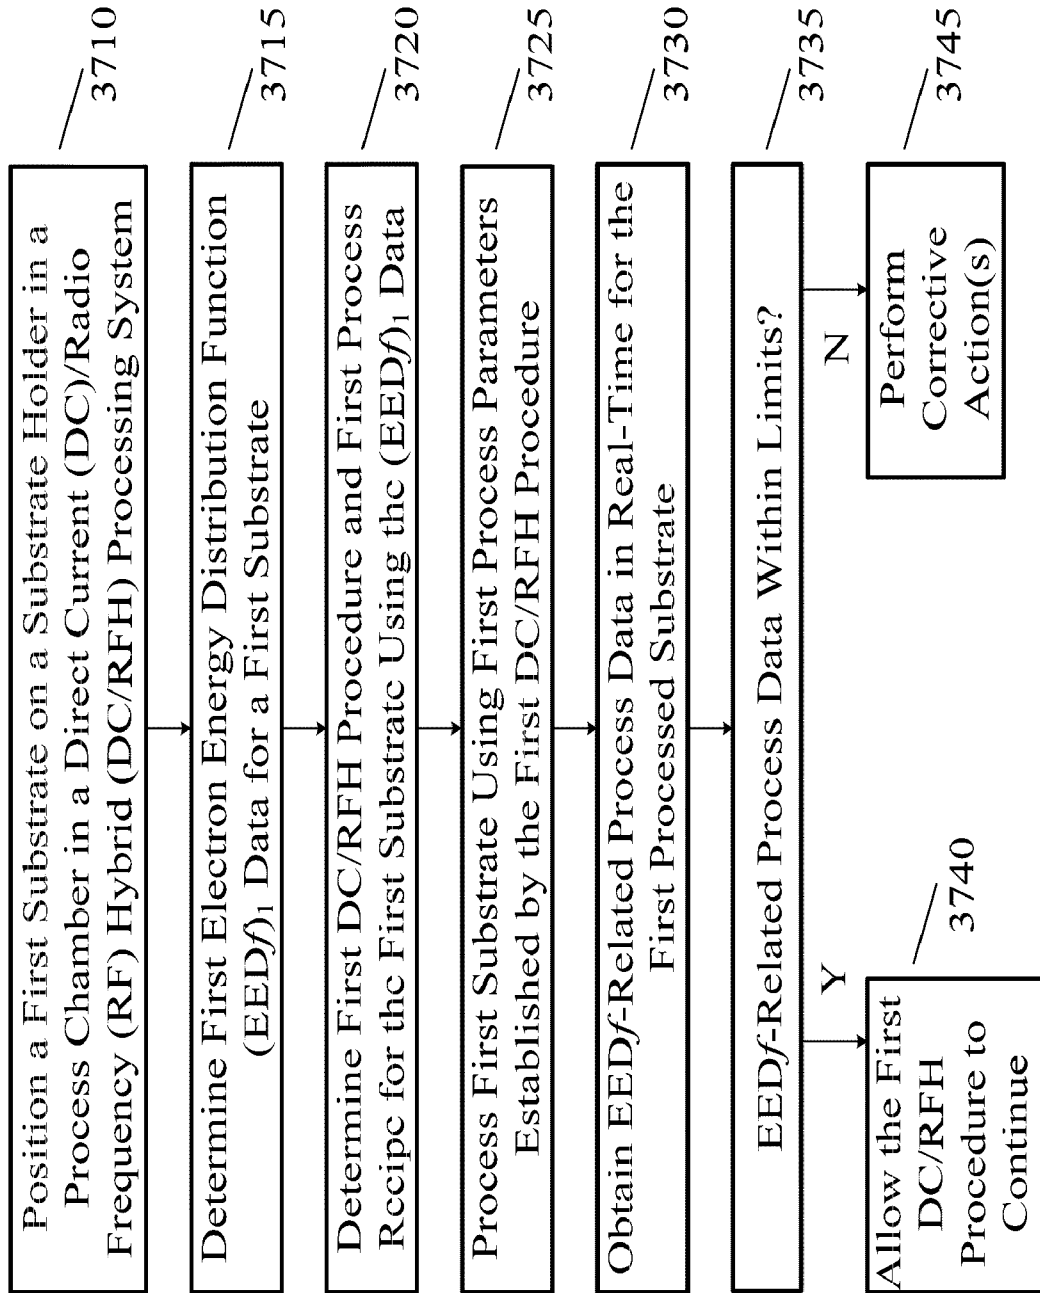 Position a First Substrate on a Substrate Holder in a
Process Chamber in a Direct Current (DC)/Radio
Frequency (RF) Hybrid (DC/RFH) Processing System
3710
Determine First Electron Energy Distribution Function
(EEDf)₁ Data for a First Substrate
3715
Determine First DC/RFH Procedure and First Process
Recipe for the First Substrate Using the (EEDf)₁ Data
3720
Process First Substrate Using First Process Parameters
Established by the First DC/RFH Procedure
3725
Obtain EEDf-Related Process Data in Real-Time for the
First Processed Substrate
3730
EEDf-Related Process Data Within Limits?
3735
Y
N
Allow the First
DC/RFH
Procedure to
Continue
3740
Perform
Corrective
Action(s)
3745